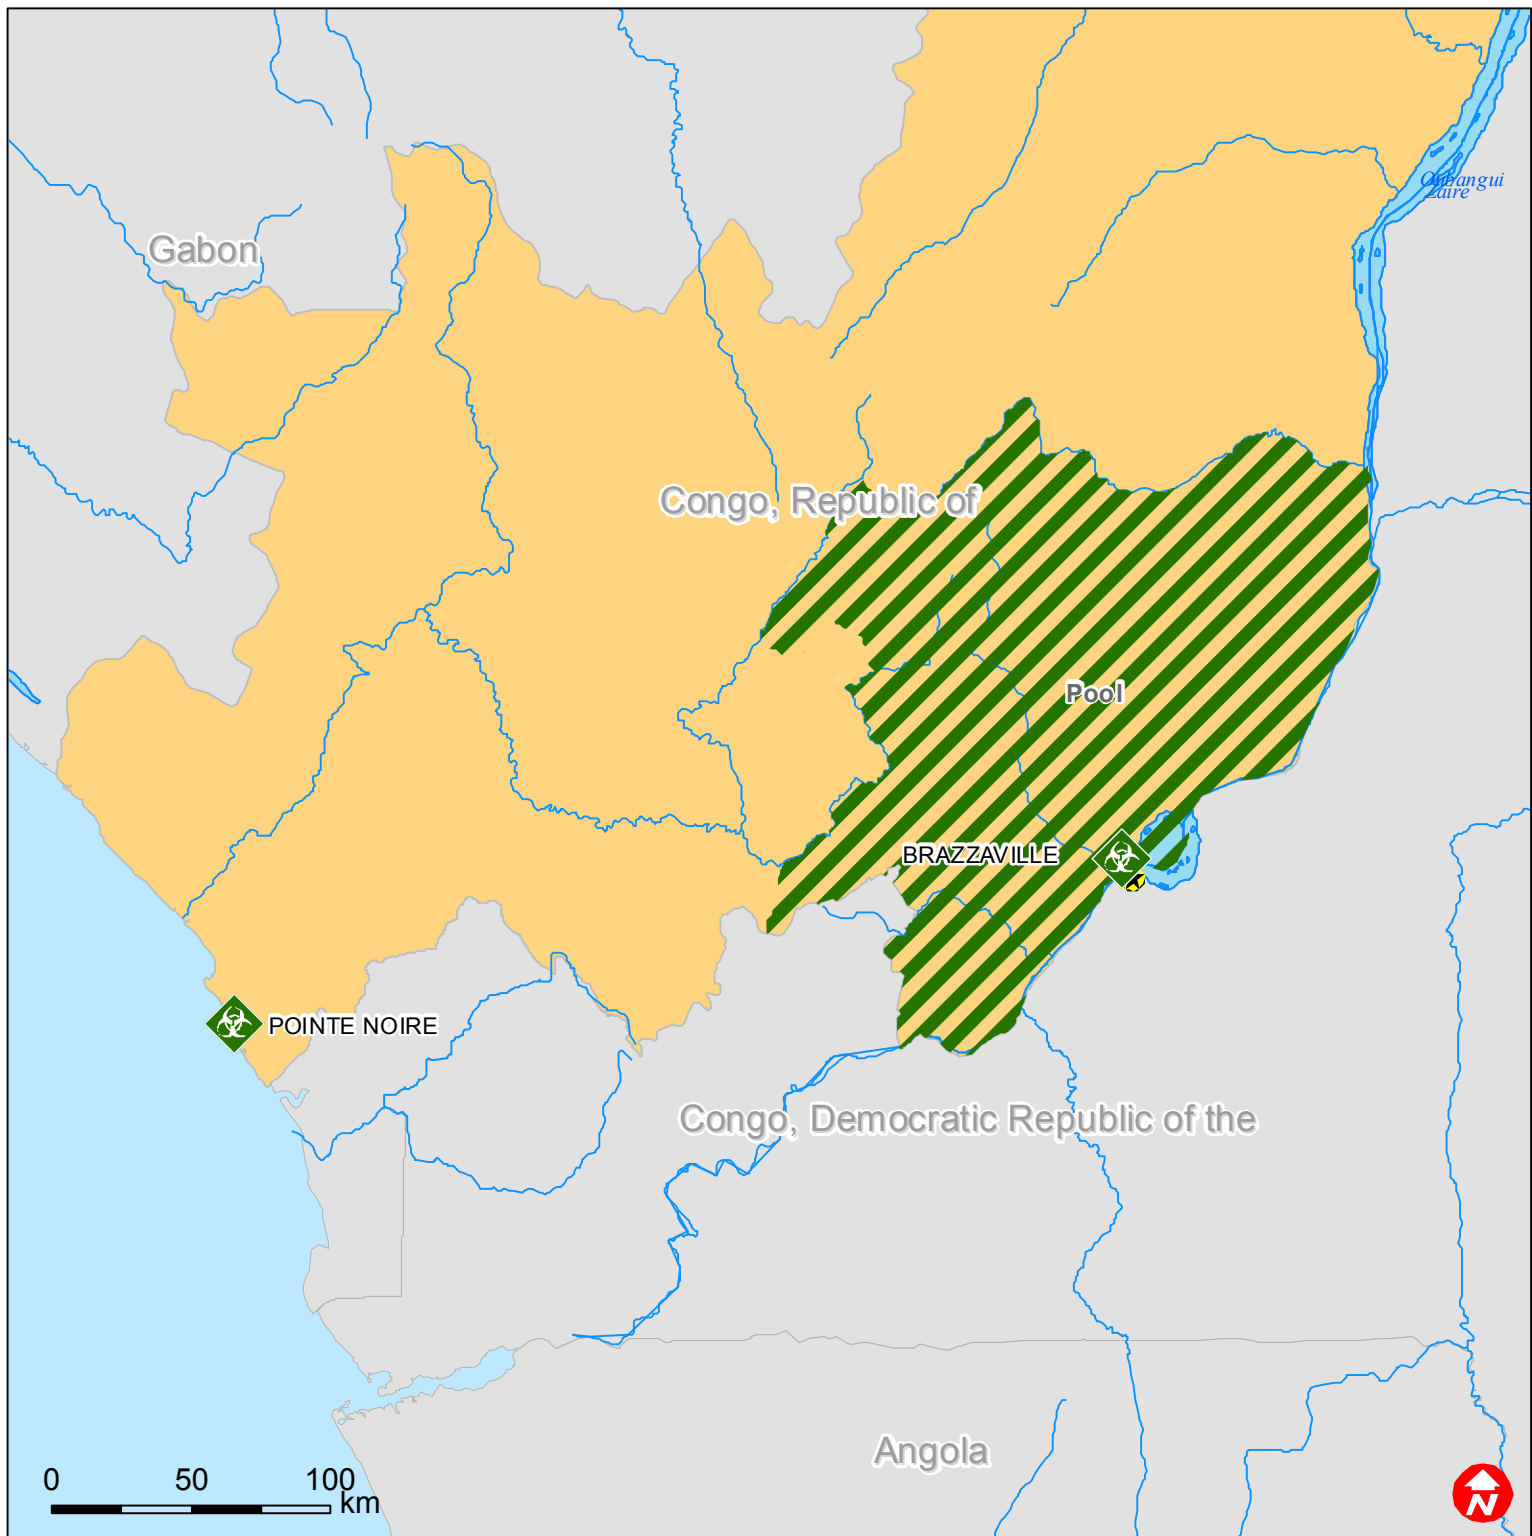 Oubangui
Zaire
Gabon
Congo, Republic of
Pool
BRAZZAVILLE
POINTE NOIRE
Congo, Democratic Republic of the
Angola
0 50 100
km
N